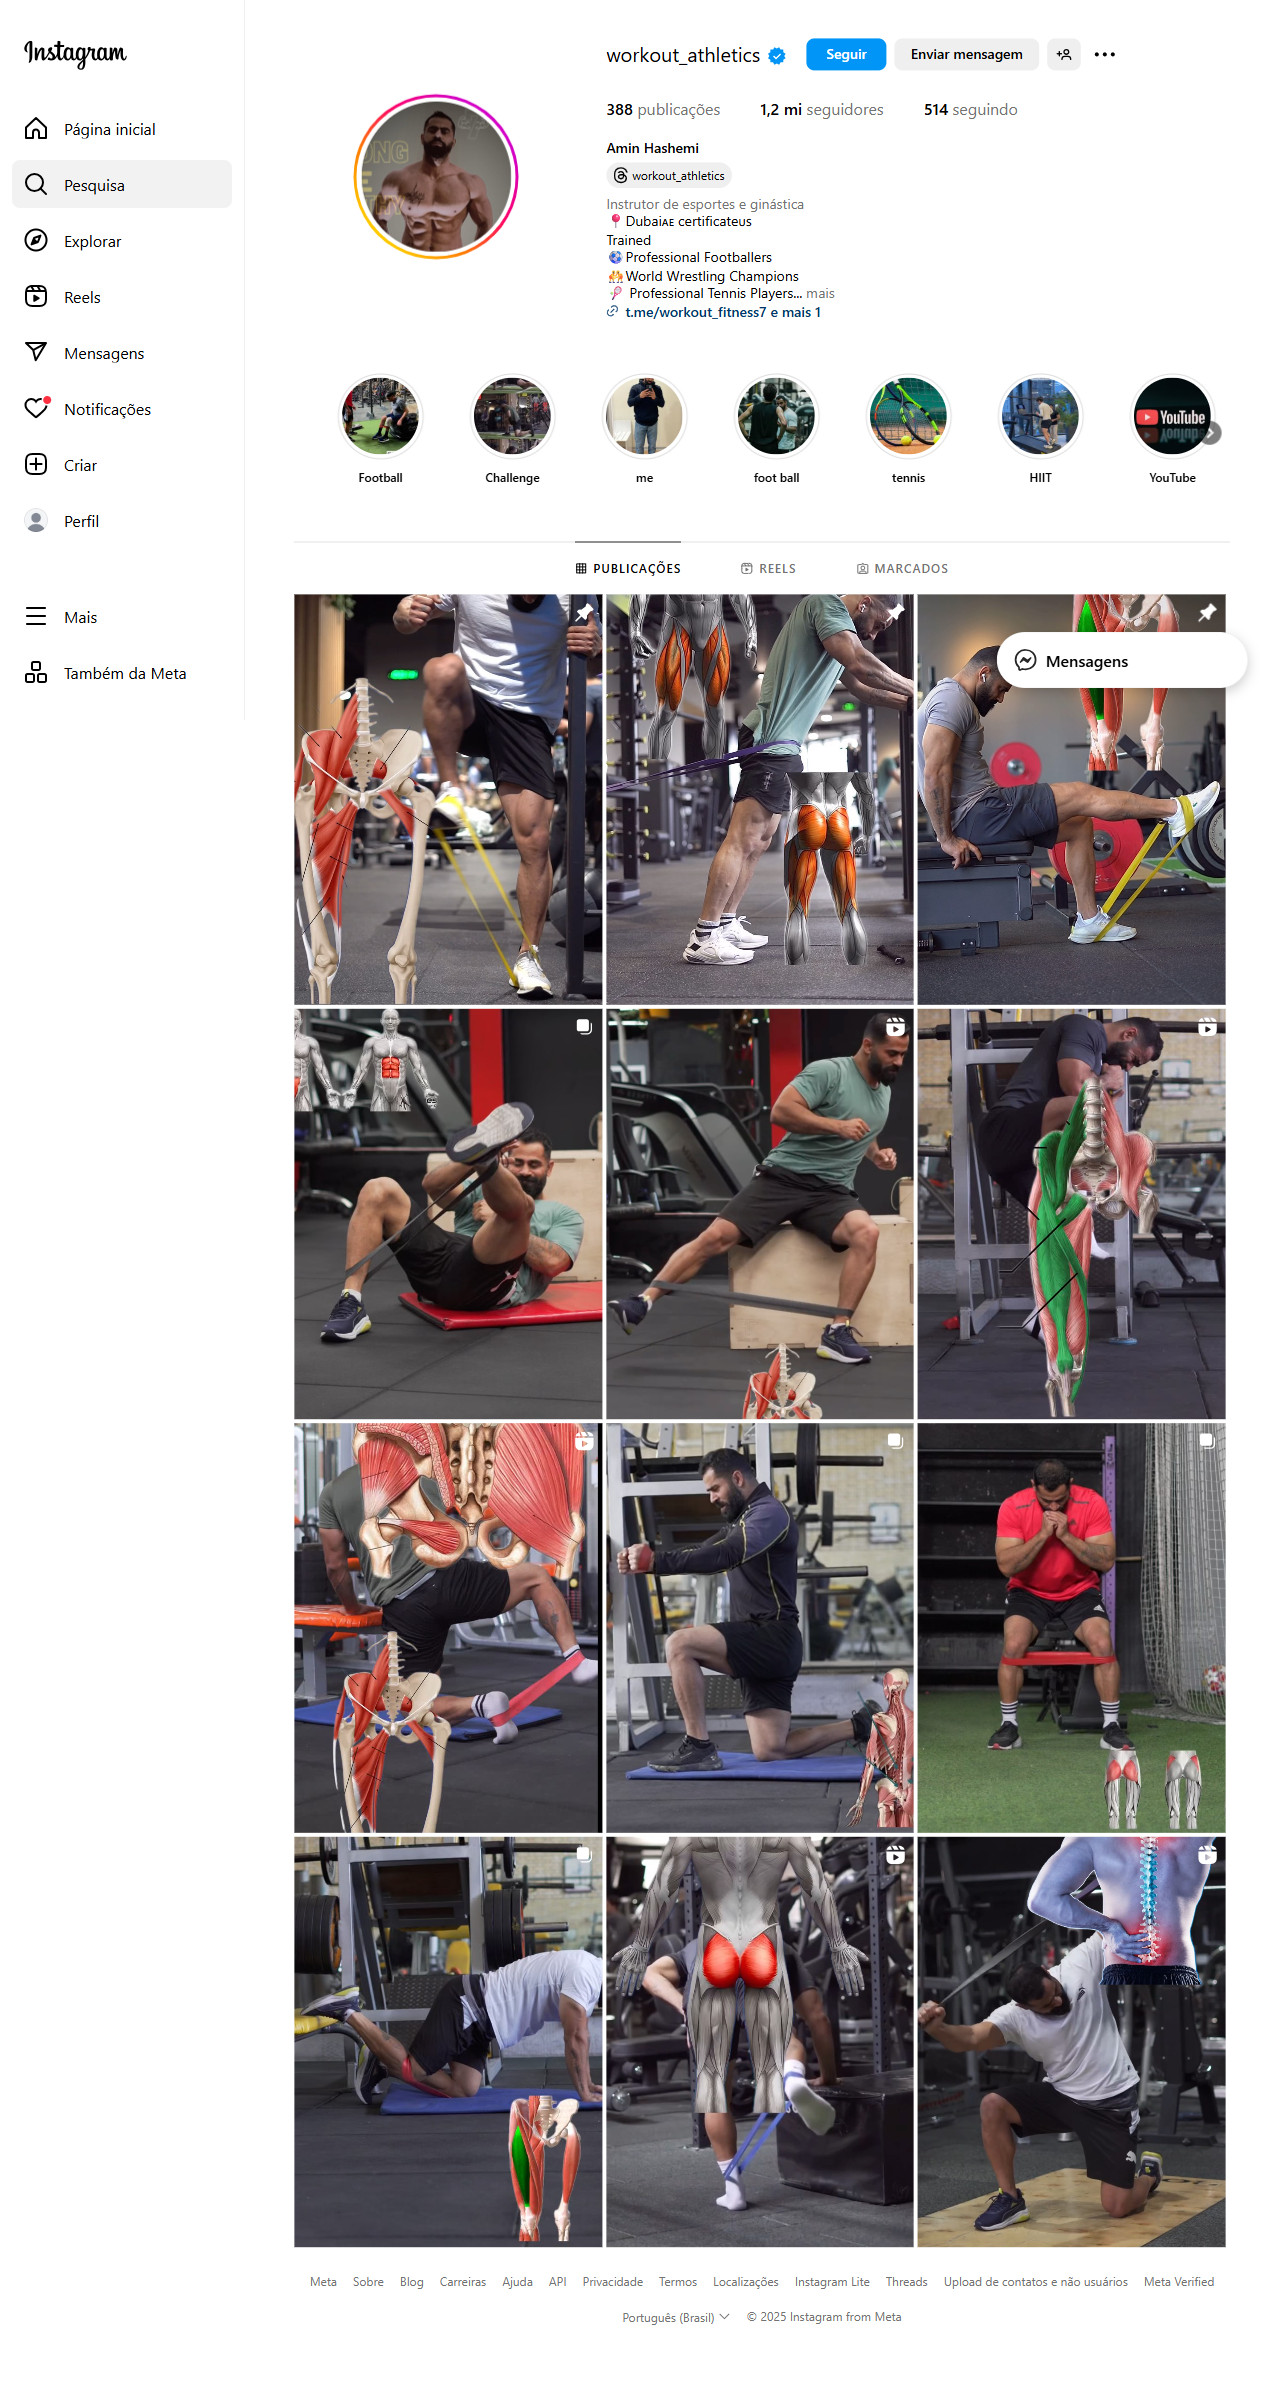 Instagram
Página inicial
Pesquisa
Explorar
Reels
Mensagens
Notificações
Criar
Perfil
Mais
Também da Meta
workout_athletics
Seguir
Enviar mensagem
388 publicações
1,2 mi seguidores
514 seguindo
Amin Hashemi
workout_athletics
Instrutor de esportes e ginástica
📍Dubaiᴀᴇ certificateus
Trained
⚽Professional Footballers
🤼World Wrestling Champions
🎾 Professional Tennis Players... mais
t.me/workout_fitness7 e mais 1
YouTube
Football
Challenge
me
foot ball
tennis
HIIT
YouTube
PUBLICAÇÕES
REELS
MARCADOS
Mensagens
Meta
Sobre
Blog
Carreiras
Ajuda
API
Privacidade
Termos
Localizações
Instagram Lite
Threads
Upload de contatos e não usuários
Meta Verified
Português (Brasil)
© 2025 Instagram from Meta